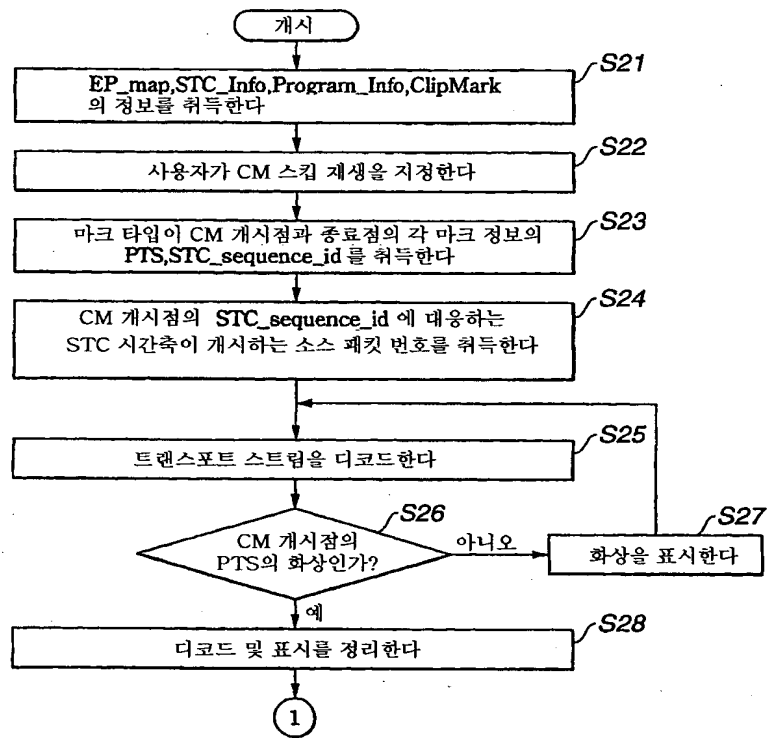 개시
S21
EP_map,STC_Info,Program_Info,ClipMark
의 정보를 취득한다
S22
사용자가 CM 스킵 재생을 지정한다
S23
마크 타입이 CM 개시점과 종료점의 각 마크 정보의
PTS,STC_sequence_id 를 취득한다
S24
CM 개시점의 STC_sequence_id 에 대응하는
STC 시간축이 개시하는 소스 패킷 번호를 취득한다
S25
트랜스포트 스트림을 디코드한다
S26
CM 개시점의
PTS의 화상인가?
아니오
S27
화상을 표시한다
예
S28
디코드 및 표시를 정리한다
1